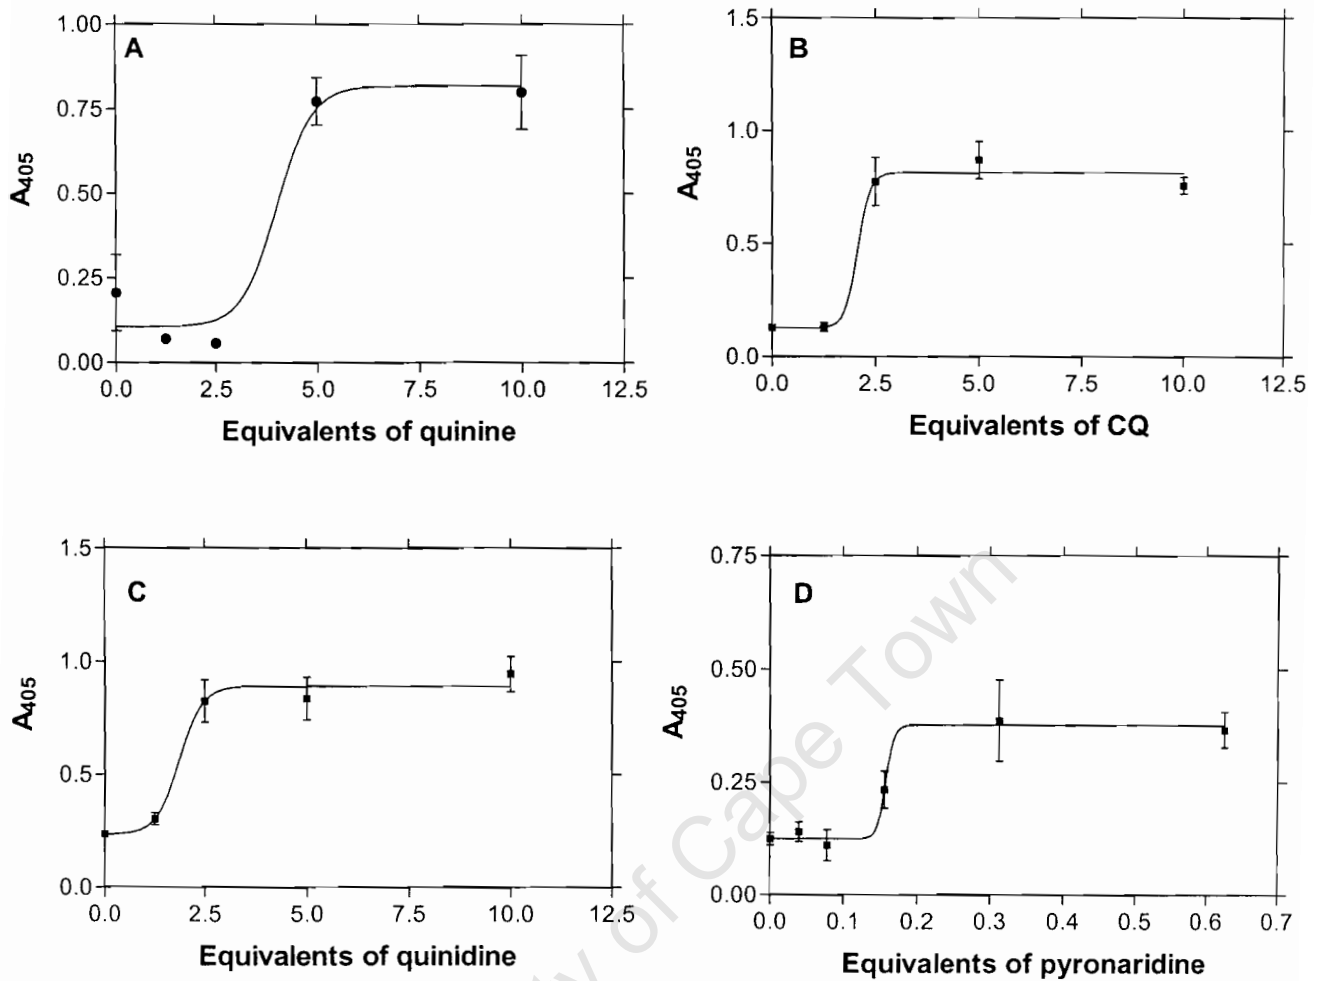 A
1.00
0.75
0.50
0.25
0.00
A405
0.0 2.5 5.0 7.5 10.0 12.5
Equivalents of quinine
B
1.5
1.0
0.5
0.0
A405
0.0 2.5 5.0 7.5 10.0 12.5
Equivalents of CQ
C
1.5
1.0
0.5
0.0
A405
0.0 2.5 5.0 7.5 10.0 12.5
Equivalents of quinidine
D
0.75
0.50
0.25
0.00
A405
0.0 0.1 0.2 0.3 0.4 0.5 0.6 0.7
Equivalents of pyronaridine
y of Cape Town